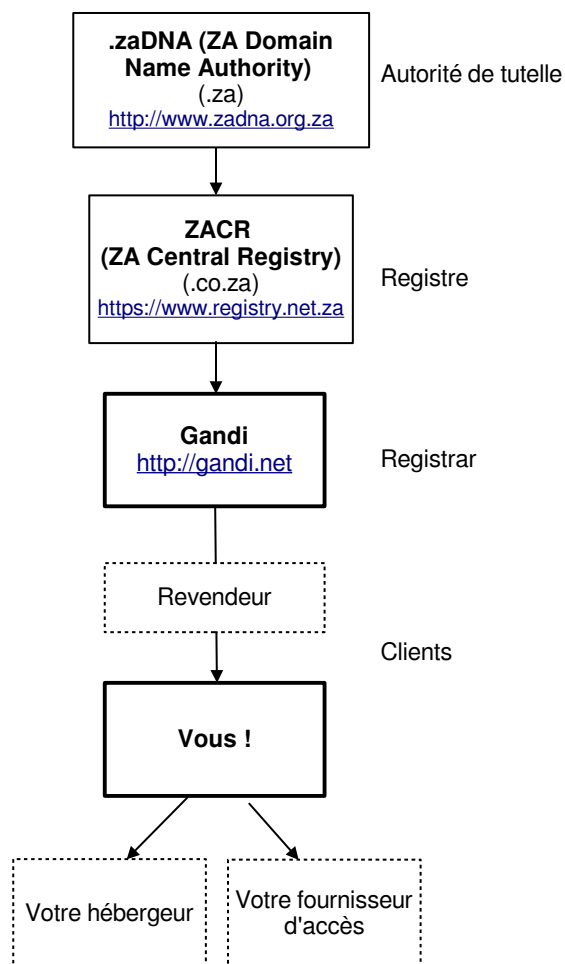 .zaDNA (ZA Domain
Name Authority)
(.za)
http://www.zadna.org.za
Autorité de tutelle
ZACR
(ZA Central Registry)
(.co.za)
https://www.registry.net.za
Registre
Gandi
http://gandi.net
Registrar
Revendeur
Clients
Vous !
Votre hébergeur
Votre fournisseur
d'accès